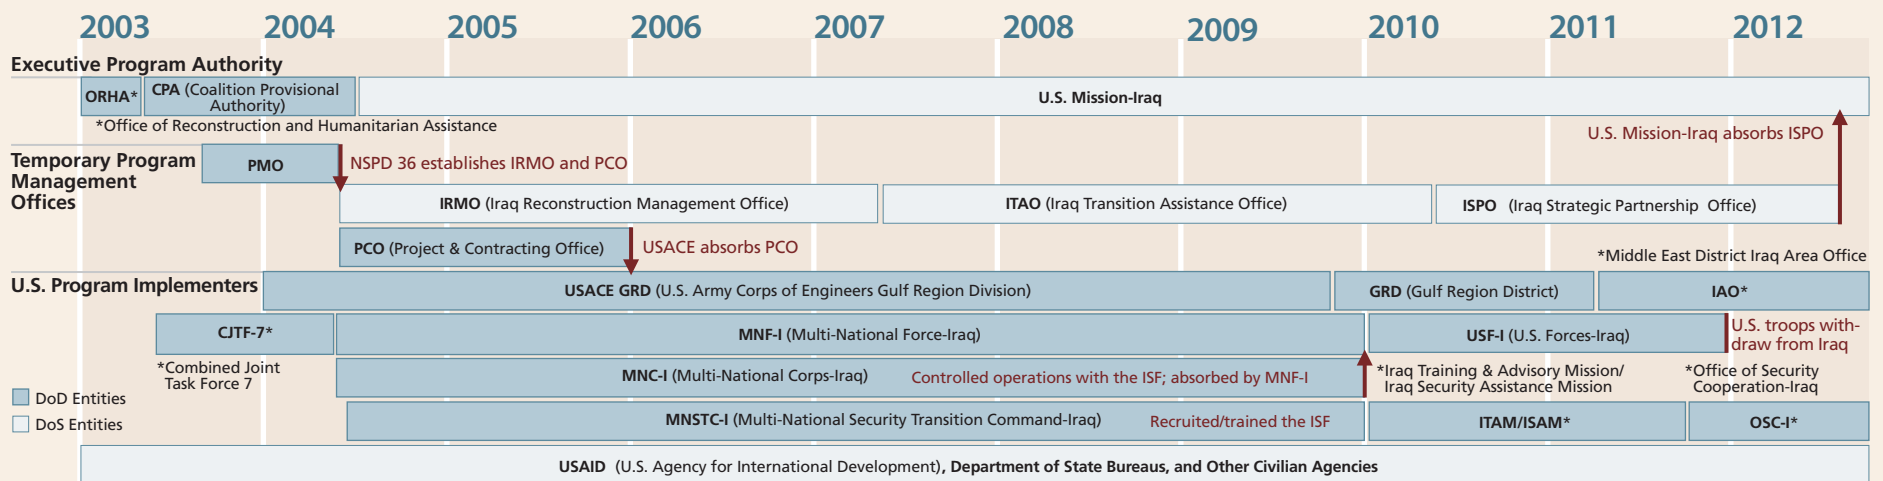 2003 2004 2005 2006 2007 2008 2009 2010 2011 2012
Executive Program Authority
ORHA*
CPA (Coalition Provisional
Authority)
U.S. Mission-Iraq
*Office of Reconstruction and Humanitarian Assistance
U.S. Mission-Iraq absorbs ISPO
Temporary Program
Management
Offices
PMO
NSPD 36 establishes IRMO and PCO
IRMO (Iraq Reconstruction Management Office)
ITAO (Iraq Transition Assistance Office)
ISPO (Iraq Strategic Partnership Office)
PCO (Project & Contracting Office)
USACE absorbs PCO
*Middle East District Iraq Area Office
U.S. Program Implementers
USACE GRD (U.S. Army Corps of Engineers Gulf Region Division)
GRD (Gulf Region District)
IAO*
CJTF-7*
MNF-I (Multi-National Force-Iraq)
USF-I (U.S. Forces-Iraq)
U.S. troops with-
draw from Iraq
*Combined Joint
Task Force 7
MNC-I (Multi-National Corps-Iraq)
Controlled operations with the ISF; absorbed by MNF-I
*Iraq Training & Advisory Mission/
Iraq Security Assistance Mission
*Office of Security
Cooperation-Iraq
DoD Entities
DoS Entities
MNSTC-I (Multi-National Security Transition Command-Iraq)
Recruited/trained the ISF
ITAM/ISAM*
OSC-I*
USAID (U.S. Agency for International Development), Department of State Bureaus, and Other Civilian Agencies